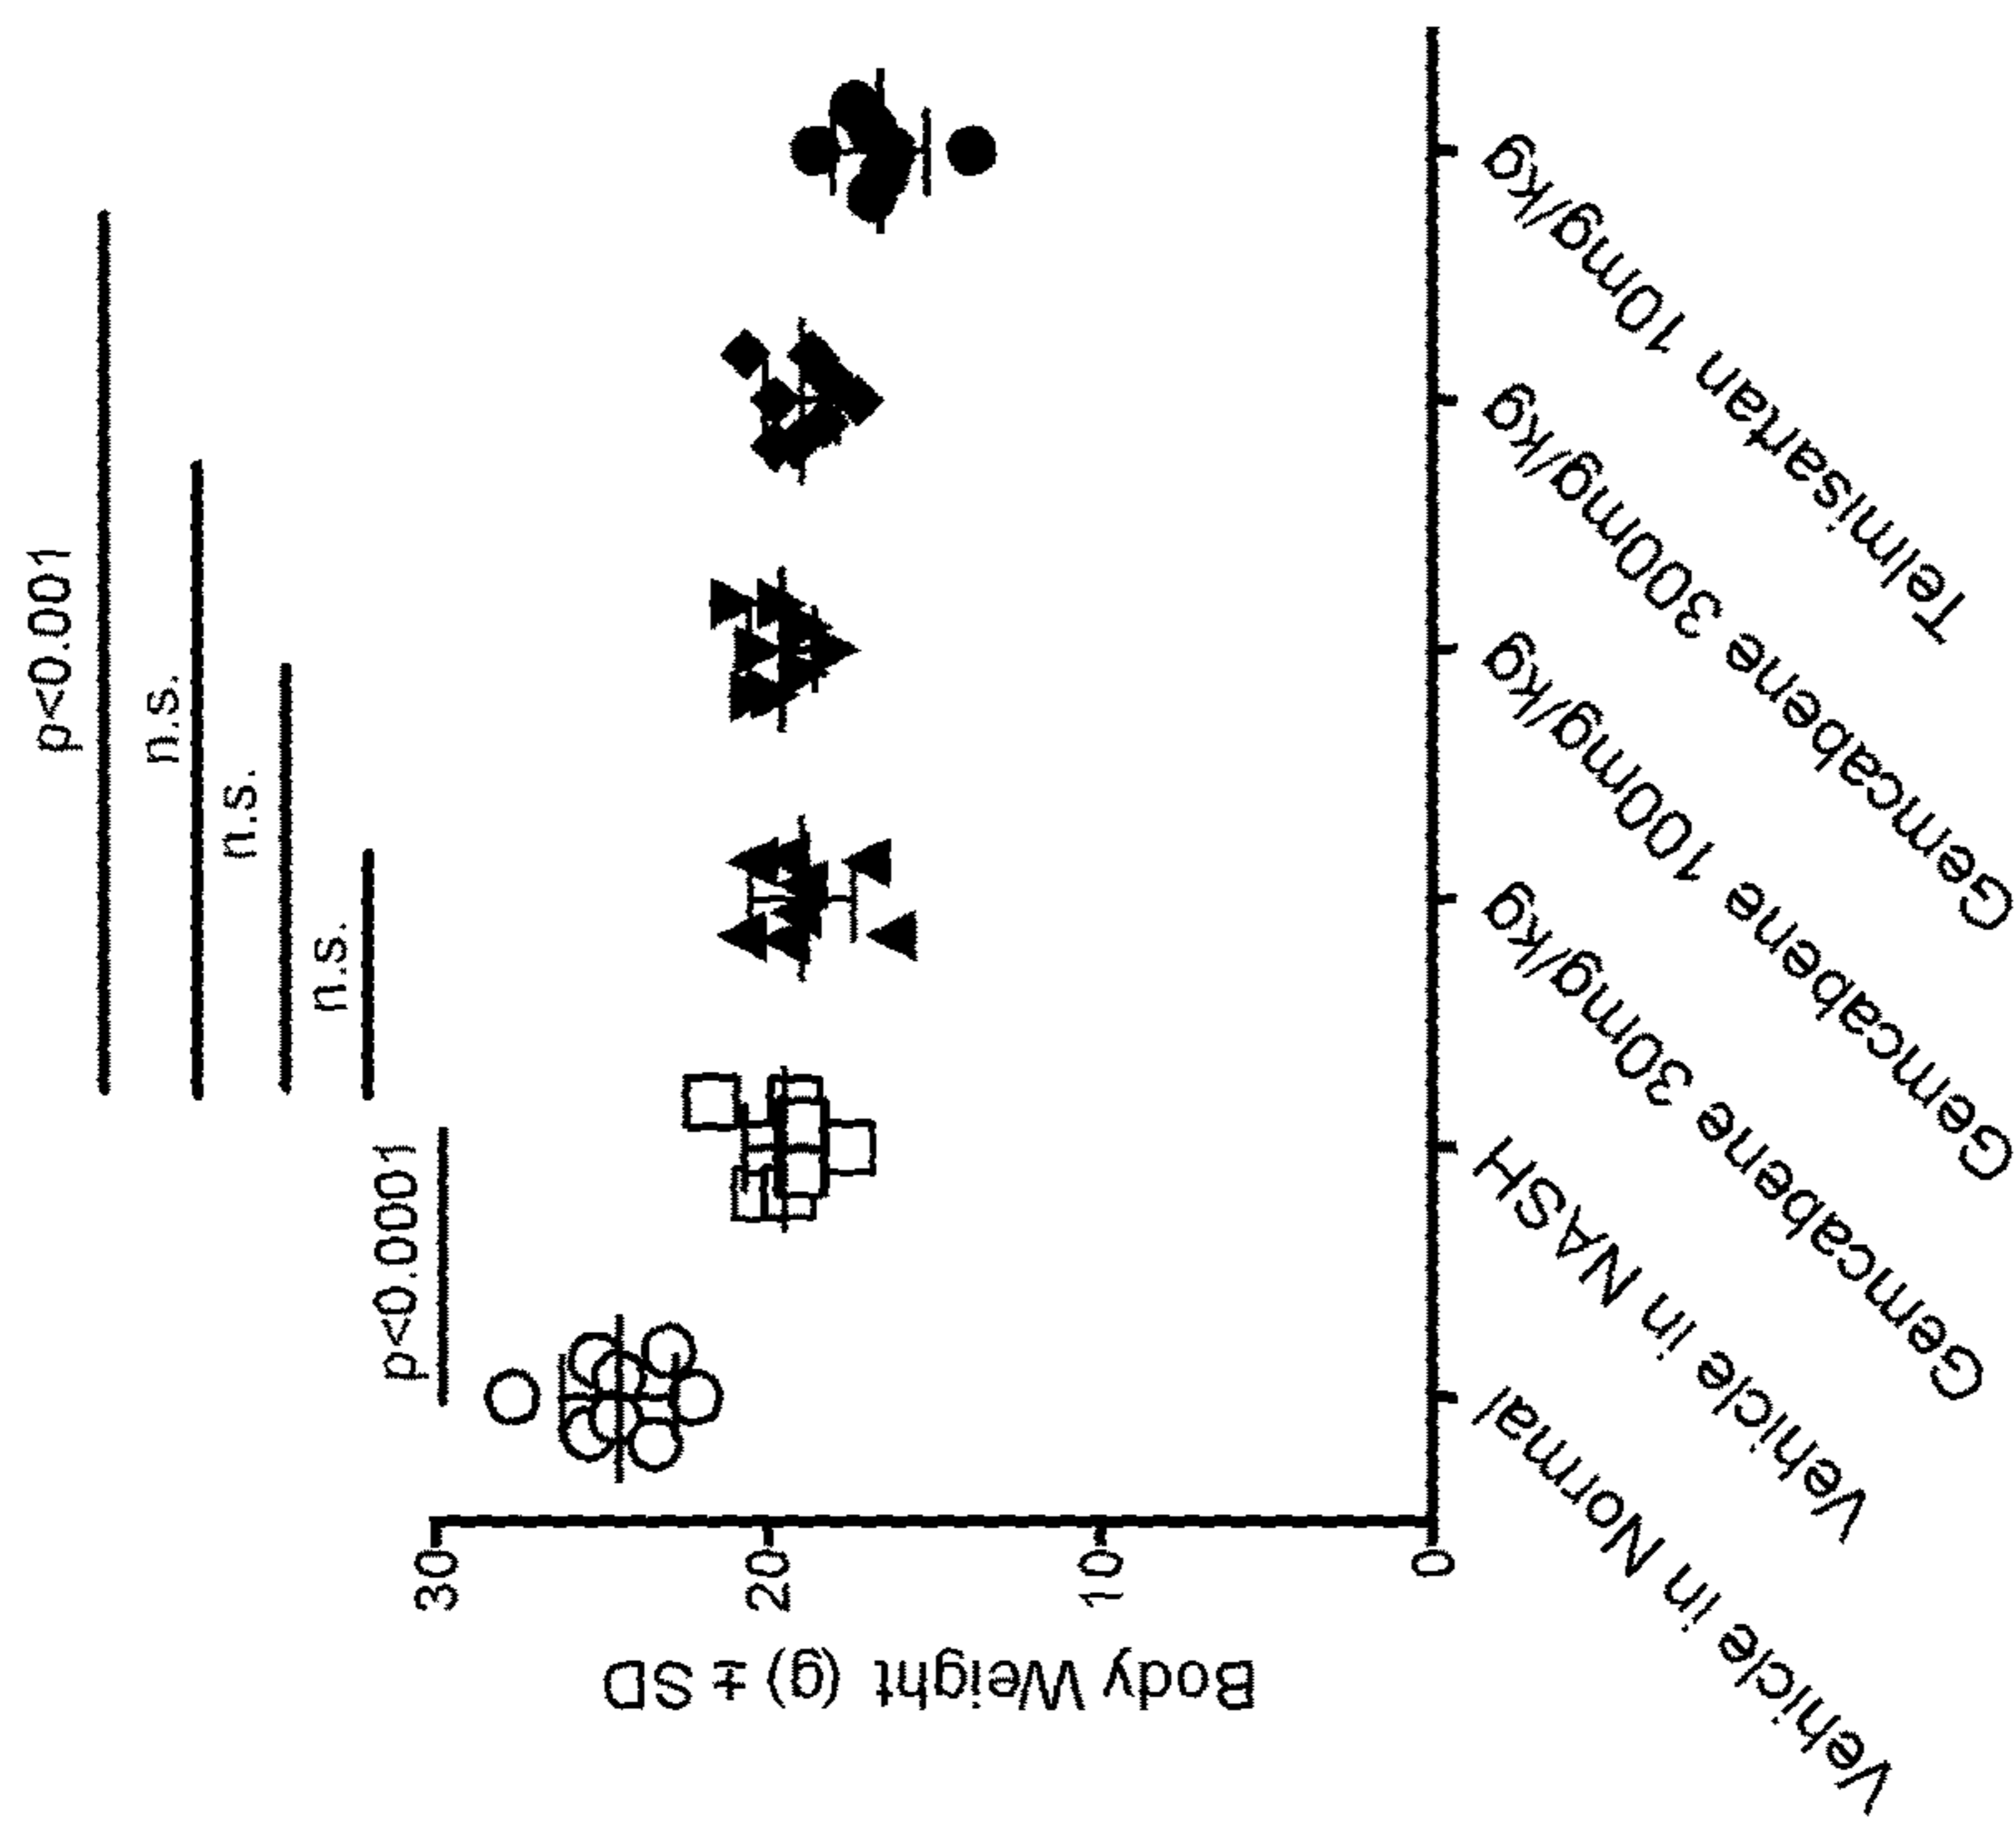 p<0.001
n.s.
n.s.
n.s.
p<0.0001
30
20
10
0
Body Weight (g) ± SD
Vehicle in Normal
Vehicle in NASH
Gemcabene 30mg/kg
Gemcabene 100mg/kg
Gemcabene 300mg/kg
Telmisartan 10mg/kg